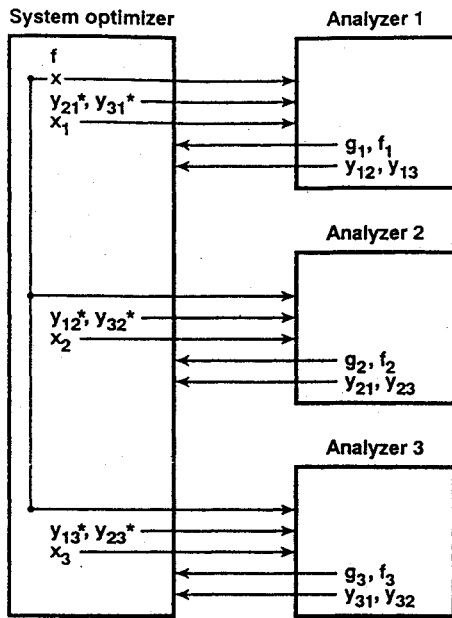 System optimizer
Analyzer 1
f
x
y21*, y31*
x1
g1, f1
y12, y13
Analyzer 2
y12*, y32*
x2
g2, f2
y21, y23
Analyzer 3
y13*, y23*
x3
g3, f3
y31, y32